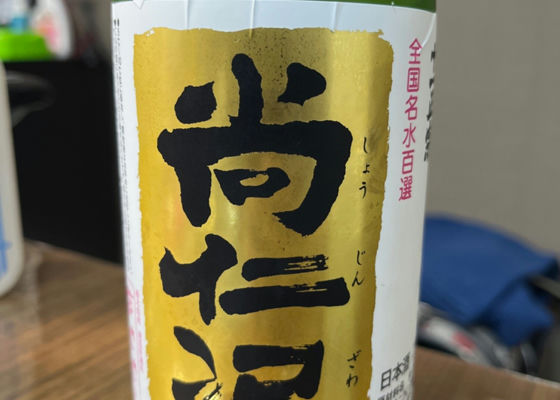 全国名水百選
尚仁沢
しょうじんざわ
日本酒